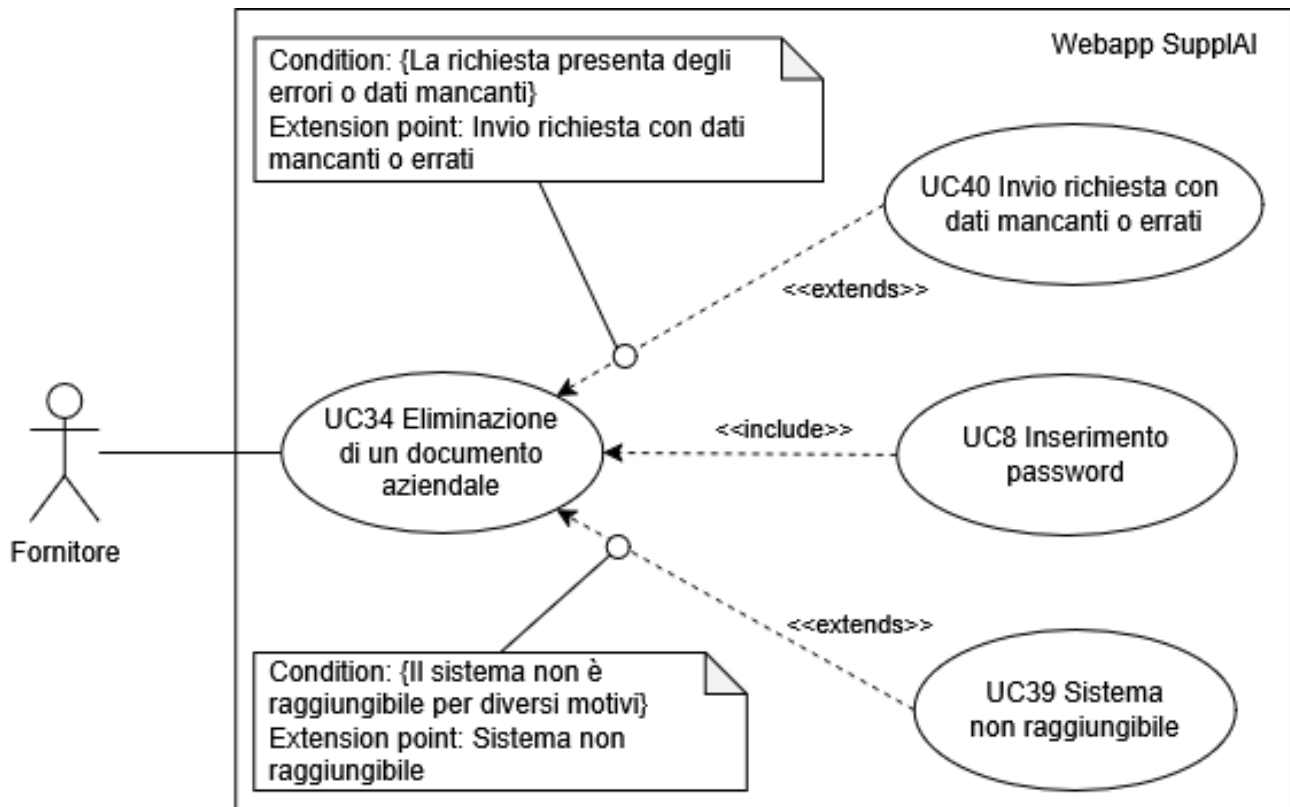 Webapp SupplAI
Condition: {La richiesta presenta degli
errori o dati mancanti}
Extension point: Invio richiesta con dati
mancanti o errati
UC40 Invio richiesta con
dati mancanti o errati
<<extends>>
UC34 Eliminazione
di un documento
aziendale
<<include>>
UC8 Inserimento
password
Fornitore
<<extends>>
Condition: {Il sistema non è
raggiungibile per diversi motivi}
Extension point: Sistema non
raggiungibile
UC39 Sistema
non raggiungibile